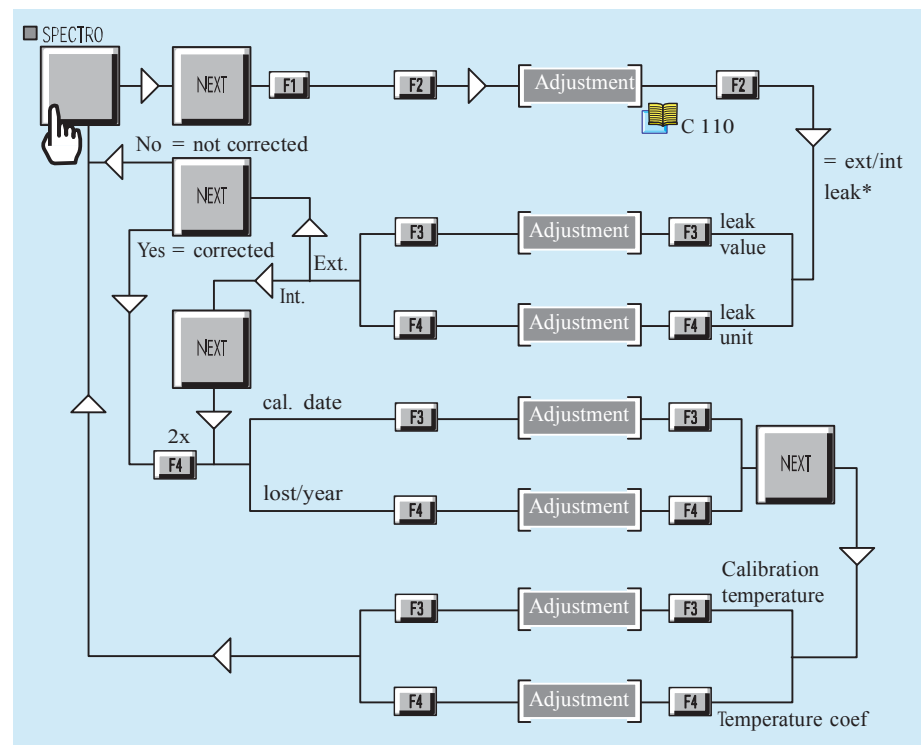 SPECTRO
NEXT F1 F2 Adjustment F2
C 110
No = not corrected
= ext/int
leak*
NEXT
F3 Adjustment F3 leak
value
Yes = corrected
Ext.
Int.
F4 Adjustment F4 leak
unit
NEXT
cal. date
F3 Adjustment F3
2x
F4
NEXT
lost/year
F4 Adjustment F4
Calibration
temperature
F3 Adjustment F3
F4 Adjustment F4
Temperature coef